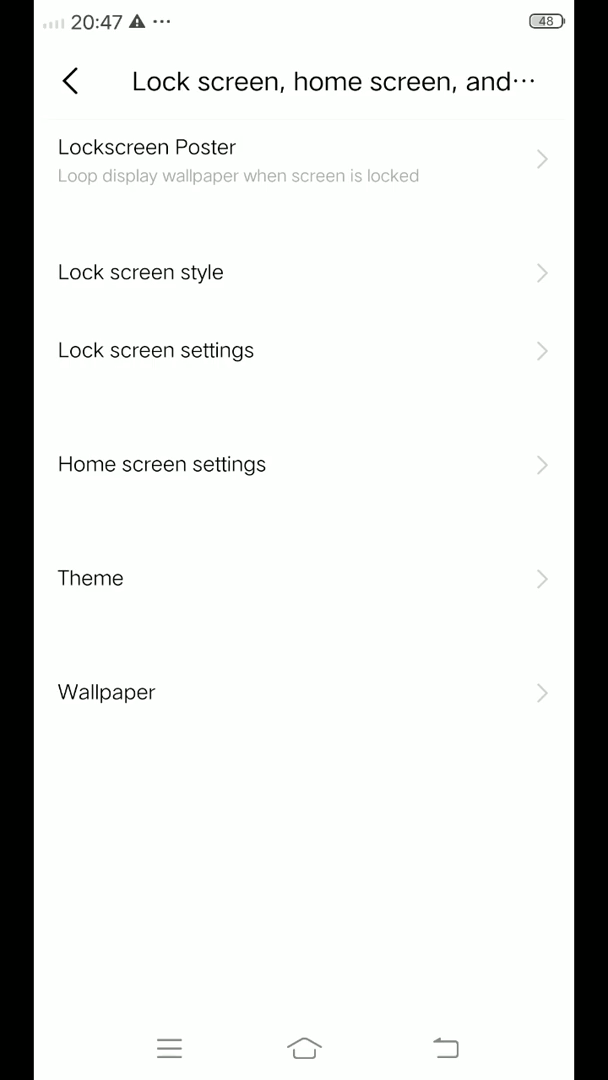 20:47
48
Lock screen, home screen, and···
Lockscreen Poster
Loop display wallpaper when screen is locked
Lock screen style
Lock screen settings
Home screen settings
Theme
Wallpaper